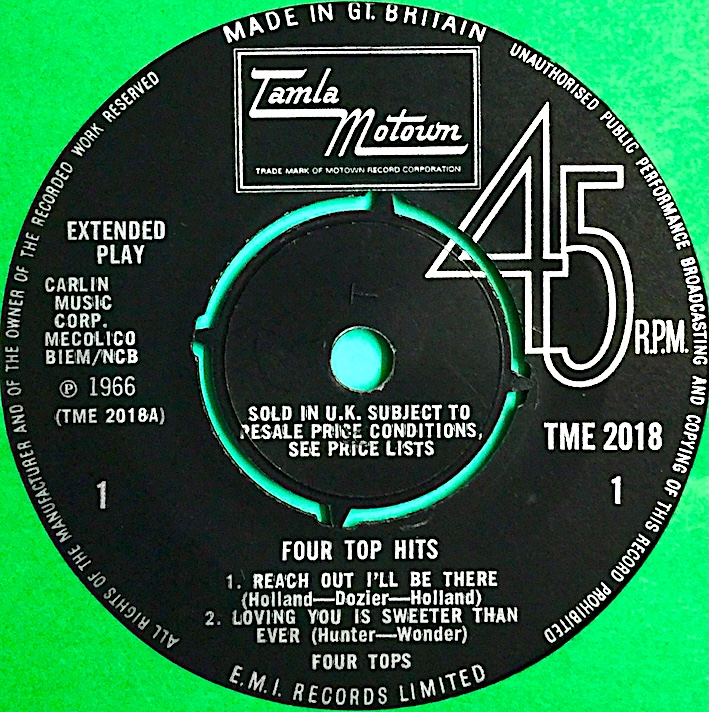 MADE IN GT. BRITAIN
UNAUTHORISED PUBLIC PERFORMANCE BROADCASTING AND COPYING OF THIS RECORD PROHIBITED
ALL RIGHTS OF THE MANUFACTURER AND OF THE OWNER OF THE RECORDED WORK RESERVED
Tamla
Motown
TRADE MARK OF MOTOWN RECORD CORPORATION
45
R.P.M.
EXTENDED
PLAY
CARLIN
MUSIC
CORP.
MECOLICO
BIEM/NCB
℗ 1966
(TME 2018A)
T
SOLD IN U.K. SUBJECT TO
RESALE PRICE CONDITIONS,
SEE PRICE LISTS
TME 2018
1
1
FOUR TOP HITS
1. REACH OUT I'LL BE THERE
(Holland—Dozier—Holland)
2. LOVING YOU IS SWEETER THAN
EVER (Hunter—Wonder)
FOUR TOPS
E.M.I. RECORDS LIMITED